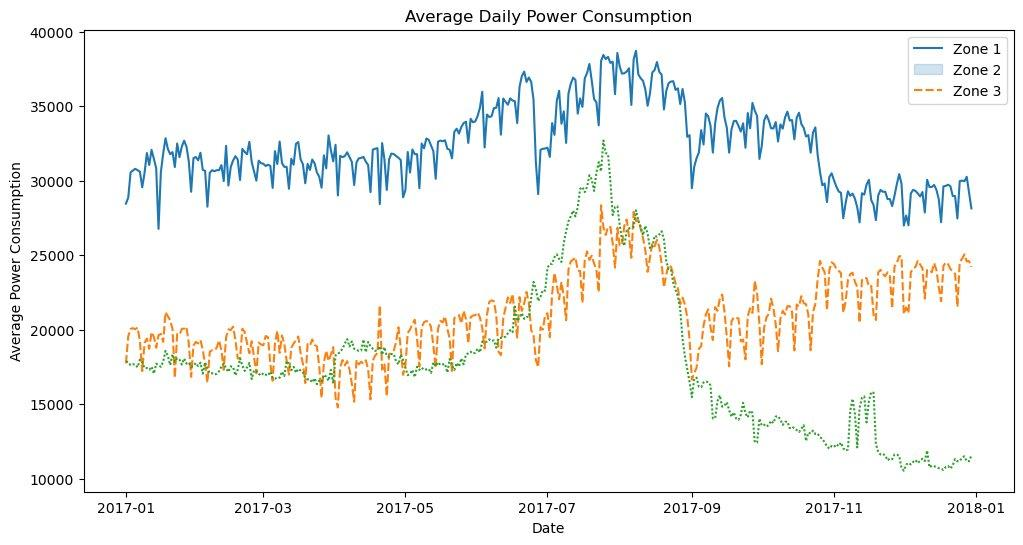 Average Daily Power Consumption
Zone 1
Zone 2
Zone 3
Average Power Consumption
40000
35000
30000
25000
20000
15000
10000
2017-01
2017-03
2017-05
2017-07
2017-09
2017-11
2018-01
Date